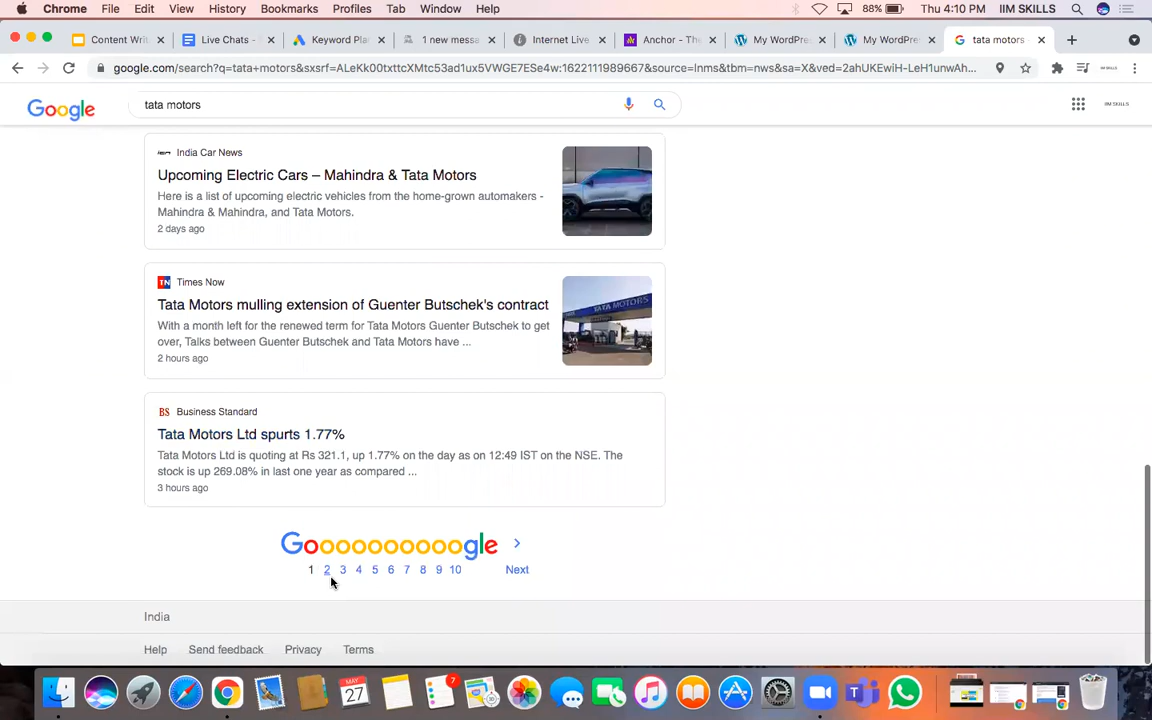 Chrome File Edit View History Bookmarks Profiles Tab Window Help 88% Thu 4:10 PM IIM SKILLS
Content Wri Live Chats - Keyword Pla 1 new messa Internet Live Anchor - The My WordPre My WordPre tata motors -
google.com/search?q=tata+motors&sxsrf=ALeKk00txttcXMtc53ad1ux5VWGE7ESe4w:1622111989667&source=lnms&tbm=nws&sa=X&ved=2ahUKEwiH-LeH1unwAh...
Google tata motors IIM SKILLS
India Car News
Upcoming Electric Cars – Mahindra & Tata Motors
Here is a list of upcoming electric vehicles from the home-grown automakers -
Mahindra & Mahindra, and Tata Motors.
2 days ago
TN Times Now
Tata Motors mulling extension of Guenter Butschek's contract
With a month left for the renewed term for Tata Motors Guenter Butschek to get
over, Talks between Guenter Butschek and Tata Motors have ...
2 hours ago
TATA MOTORS
BS Business Standard
Tata Motors Ltd spurts 1.77%
Tata Motors Ltd is quoting at Rs 321.1, up 1.77% on the day as on 12:49 IST on the NSE. The
stock is up 269.08% in last one year as compared ...
3 hours ago
Goooooooooogle
1 2 3 4 5 6 7 8 9 10 Next
India
Help Send feedback Privacy Terms
MAY
27
7